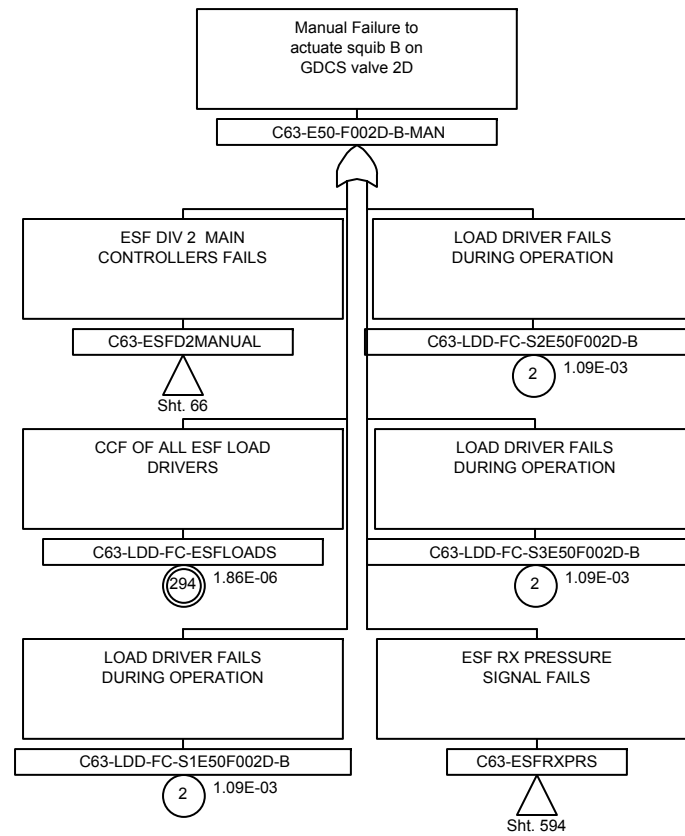 Manual Failure to
actuate squib B on
GDCS valve 2D
C63-E50-F002D-B-MAN
ESF DIV 2 MAIN
CONTROLLERS FAILS
C63-ESFD2MANUAL
Sht. 66
LOAD DRIVER FAILS
DURING OPERATION
C63-LDD-FC-S2E50F002D-B
2
1.09E-03
CCF OF ALL ESF LOAD
DRIVERS
C63-LDD-FC-ESFLOADS
294
1.86E-06
LOAD DRIVER FAILS
DURING OPERATION
C63-LDD-FC-S3E50F002D-B
2
1.09E-03
LOAD DRIVER FAILS
DURING OPERATION
C63-LDD-FC-S1E50F002D-B
2
1.09E-03
ESF RX PRESSURE
SIGNAL FAILS
C63-ESFRXPRS
Sht. 594